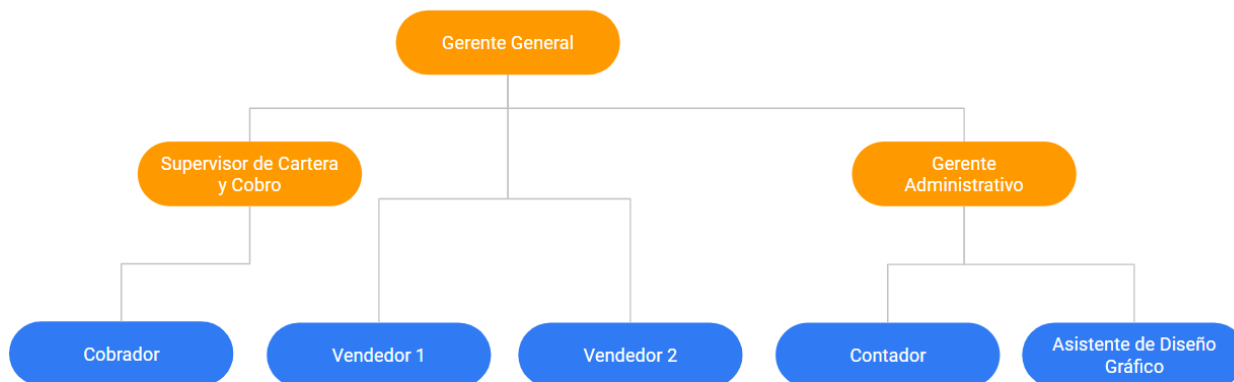 Gerente General
Supervisor de Cartera
y Cobro
Gerente
Administrativo
Cobrador
Vendedor 1
Vendedor 2
Contador
Asistente de Diseño
Gráfico